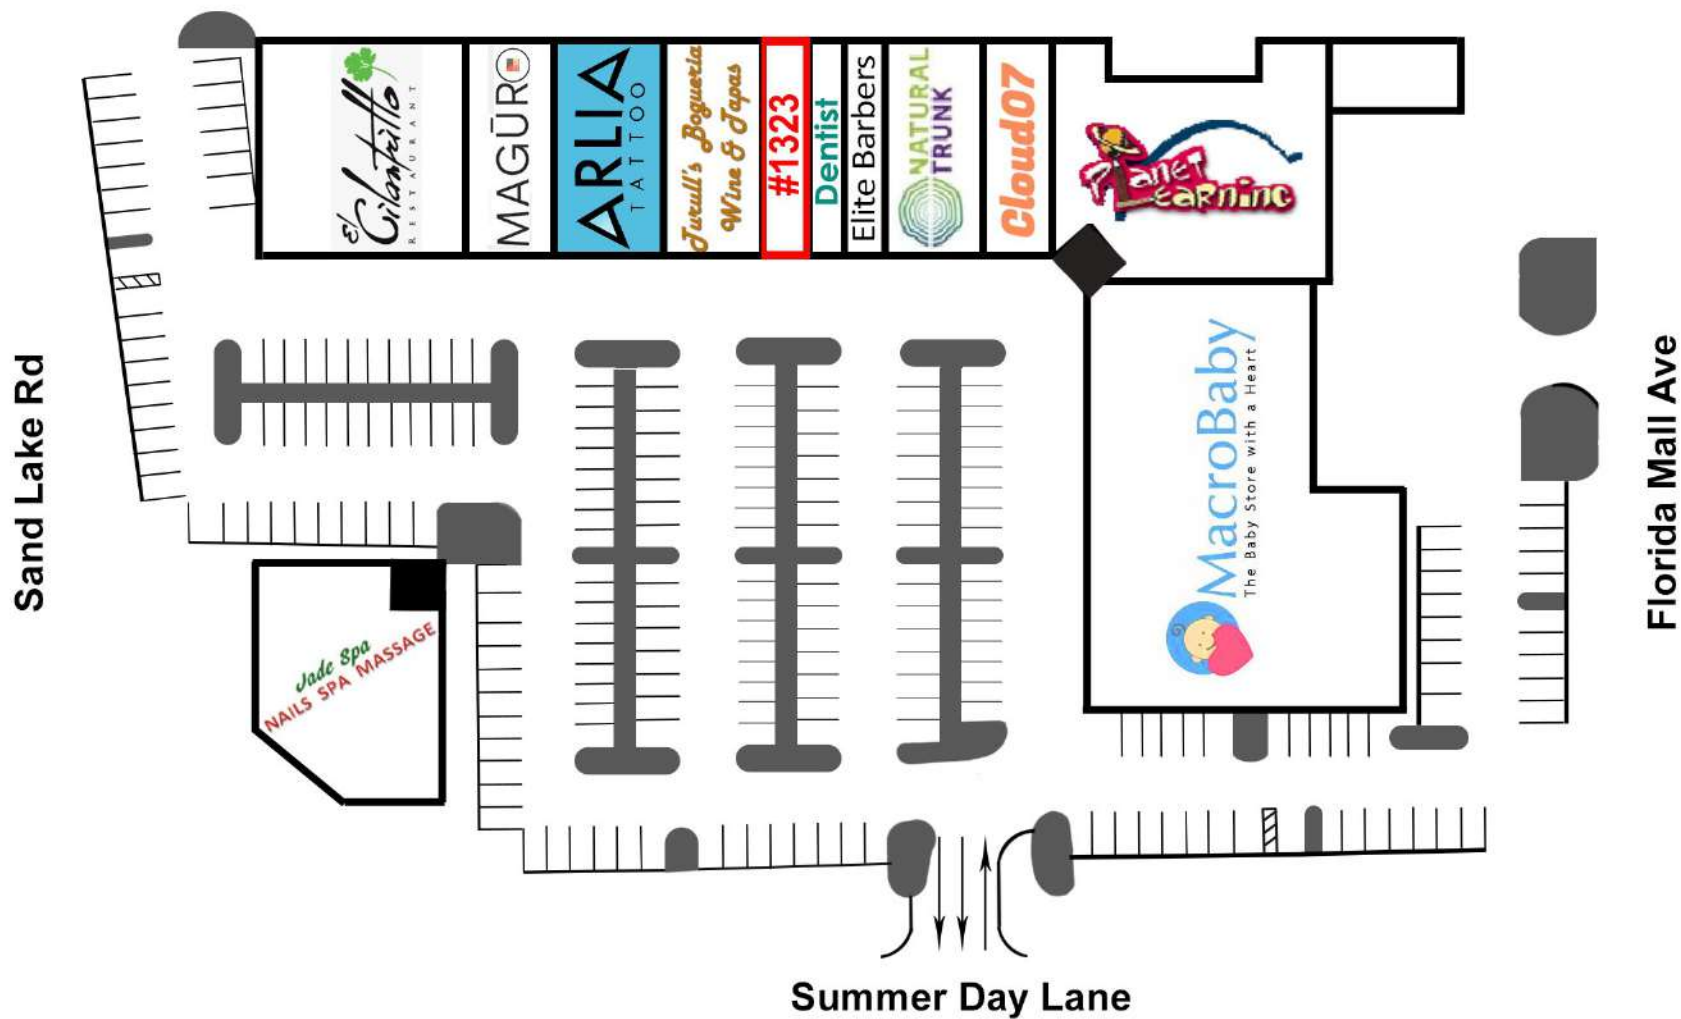 El
Cilantrillo
RESTAURANT
MAGŪRO
ARLIA
TATTOO
Jurull's Bogueria
Wine & Tapas
#1323
Dentist
Elite Barbers
NATURAL
TRUNK
Cloud07
Planet
Learning
Sand Lake Rd
MacroBaby
The Baby Store with a Heart
Florida Mall Ave
Jade Spa
NAILS SPA MASSAGE
Summer Day Lane